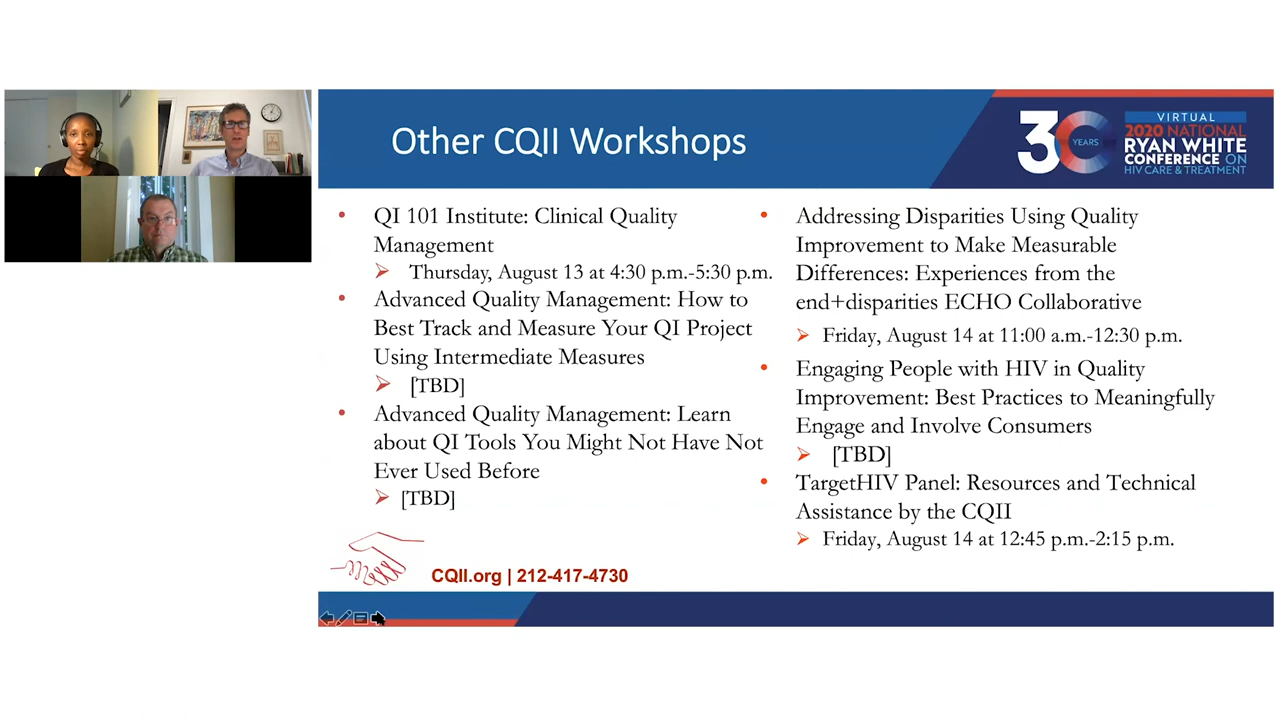 Other CQII Workshops
30
YEARS
VIRTUAL
2020 NATIONAL
RYAN WHITE
CONFERENCE ON
HIV CARE & TREATMENT
QI 101 Institute: Clinical Quality
Management
Thursday, August 13 at 4:30 p.m.-5:30 p.m.
Advanced Quality Management: How to
Best Track and Measure Your QI Project
Using Intermediate Measures
[TBD]
Advanced Quality Management: Learn
about QI Tools You Might Not Have Not
Ever Used Before
[TBD]
Addressing Disparities Using Quality
Improvement to Make Measurable
Differences: Experiences from the
end+disparities ECHO Collaborative
Friday, August 14 at 11:00 a.m.-12:30 p.m.
Engaging People with HIV in Quality
Improvement: Best Practices to Meaningfully
Engage and Involve Consumers
[TBD]
TargetHIV Panel: Resources and Technical
Assistance by the CQII
Friday, August 14 at 12:45 p.m.-2:15 p.m.
CQII.org | 212-417-4730